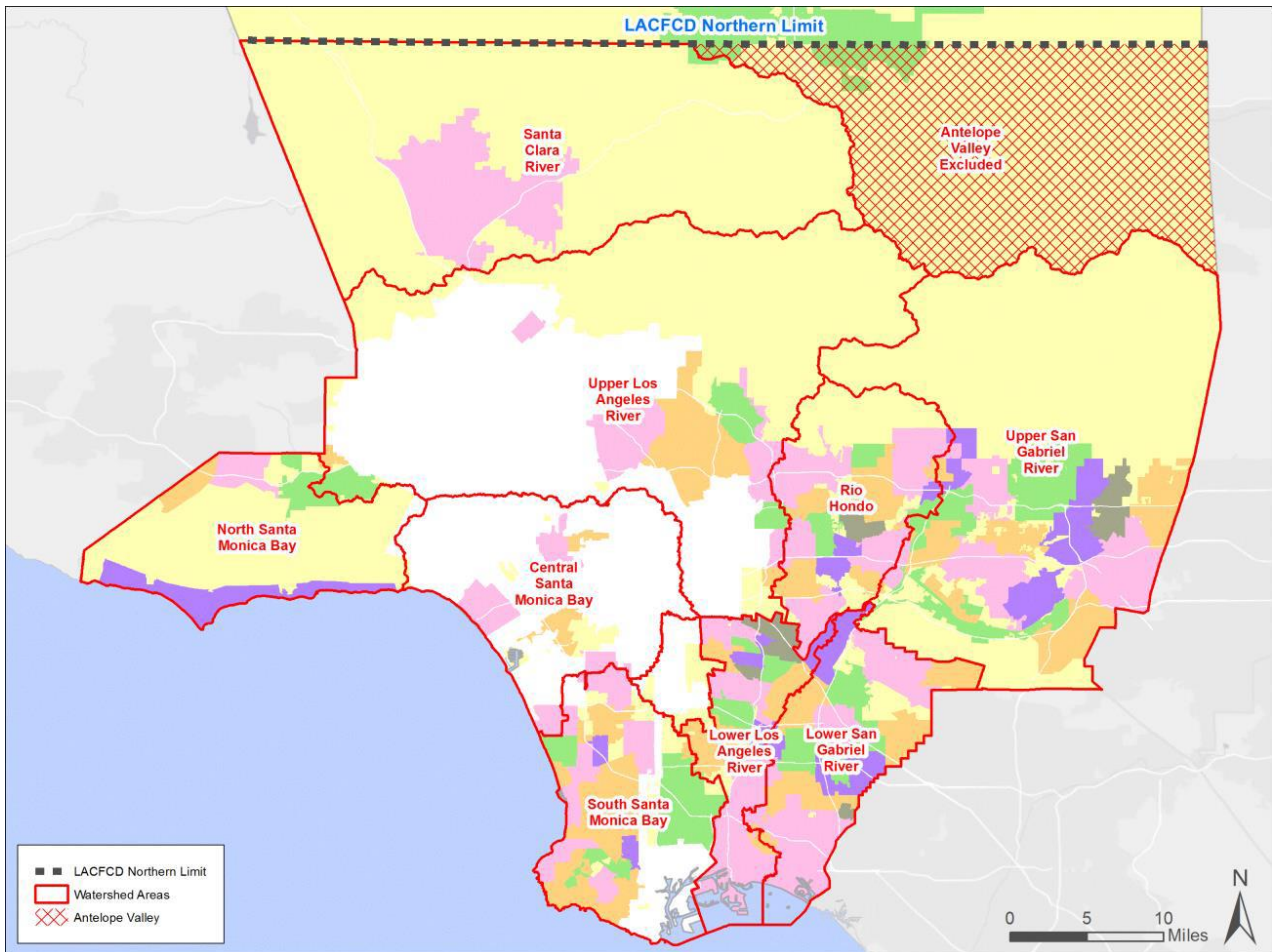 LACFCD Northern Limit
Santa
Clara
River
Antelope
Valley
Excluded
Upper Los
Angeles
River
Upper San
Gabriel
River
Rio
Hondo
North Santa
Monica Bay
Central
Santa
Monica Bay
Lower Los
Angeles
River
Lower San
Gabriel
River
South Santa
Monica Bay
LACFCD Northern Limit
Watershed Areas
Antelope Valley
N
0 5 10
Miles